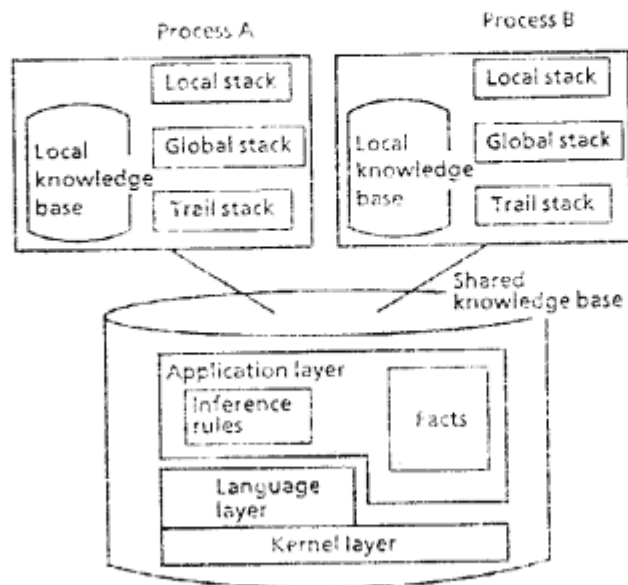 Process A
Local stack
Local
knowledge
base
Global stack
Trail stack
Process B
Local stack
Local
knowledge
base
Global stack
Trail stack
Shared
knowledge base
Application layer
Inference
rules
Facts
Language
layer
Kernel layer